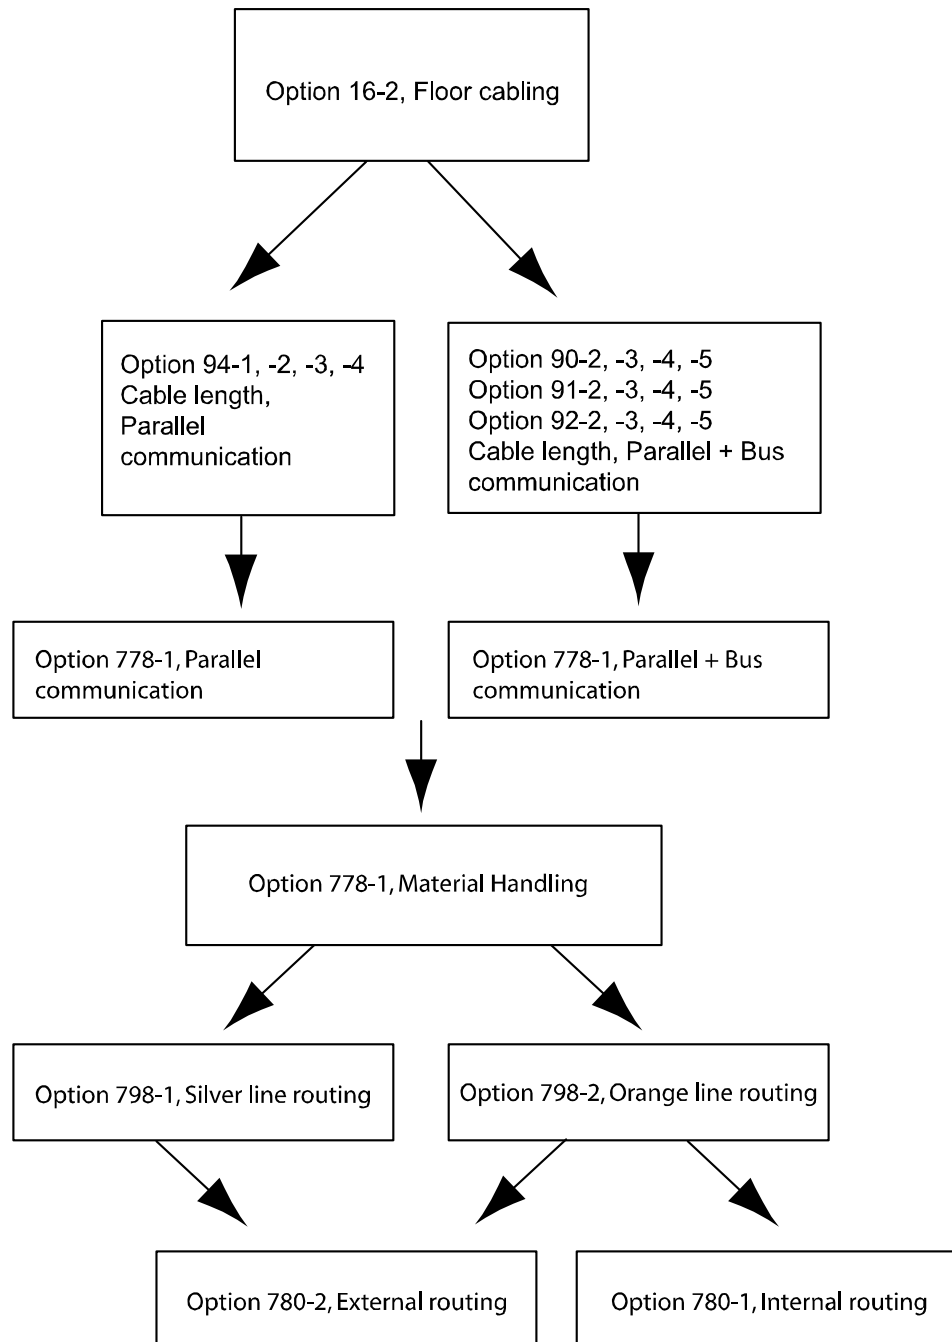 Option 16-2, Floor cabling
Option 94-1, -2, -3, -4
Cable length,
Parallel
communication
Option 90-2, -3, -4, -5
Option 91-2, -3, -4, -5
Option 92-2, -3, -4, -5
Cable length, Parallel + Bus
communication
Option 778-1, Parallel
communication
Option 778-1, Parallel + Bus
communication
Option 778-1, Material Handling
Option 798-1, Silver line routing
Option 798-2, Orange line routing
Option 780-2, External routing
Option 780-1, Internal routing